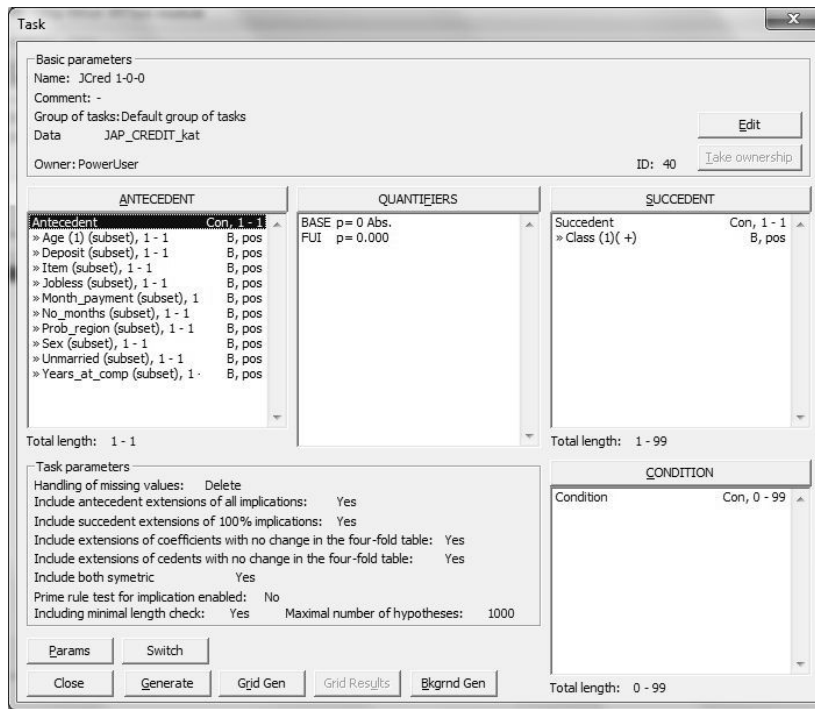 Task
x
Basic parameters
Name: JCred 1-0-0
Comment: -
Group of tasks: Default group of tasks
Data JAP_CREDIT_kat
Edit
Owner: PowerUser
ID: 40
Take ownership
ANTECEDENT
Antecedent Con, 1 - 1
» Age (1) (subset), 1 - 1 B, pos
» Deposit (subset), 1 - 1 B, pos
» Item (subset), 1 - 1 B, pos
» Jobless (subset), 1 - 1 B, pos
» Month_payment (subset), 1 B, pos
» No_months (subset), 1 - 1 B, pos
» Prob_region (subset), 1 - 1 B, pos
» Sex (subset), 1 - 1 B, pos
» Unmarried (subset), 1 - 1 B, pos
» Years_at_comp (subset), 1 - B, pos
Total length: 1 - 1
QUANTIFIERS
BASE p= 0 Abs.
FUI p= 0.000
SUCCEDENT
Succedent Con, 1 - 1
» Class (1)( +) B, pos
Total length: 1 - 99
Task parameters
Handling of missing values: Delete
Include antecedent extensions of all implications: Yes
Include succedent extensions of 100% implications: Yes
Include extensions of coefficients with no change in the four-fold table: Yes
Include extensions of cedents with no change in the four-fold table: Yes
Include both symetric Yes
Prime rule test for implication enabled: No
Including minimal length check: Yes Maximal number of hypotheses: 1000
CONDITION
Condition Con, 0 - 99
Total length: 0 - 99
Params Switch
Close Generate Grid Gen Grid Results Bkgrnd Gen